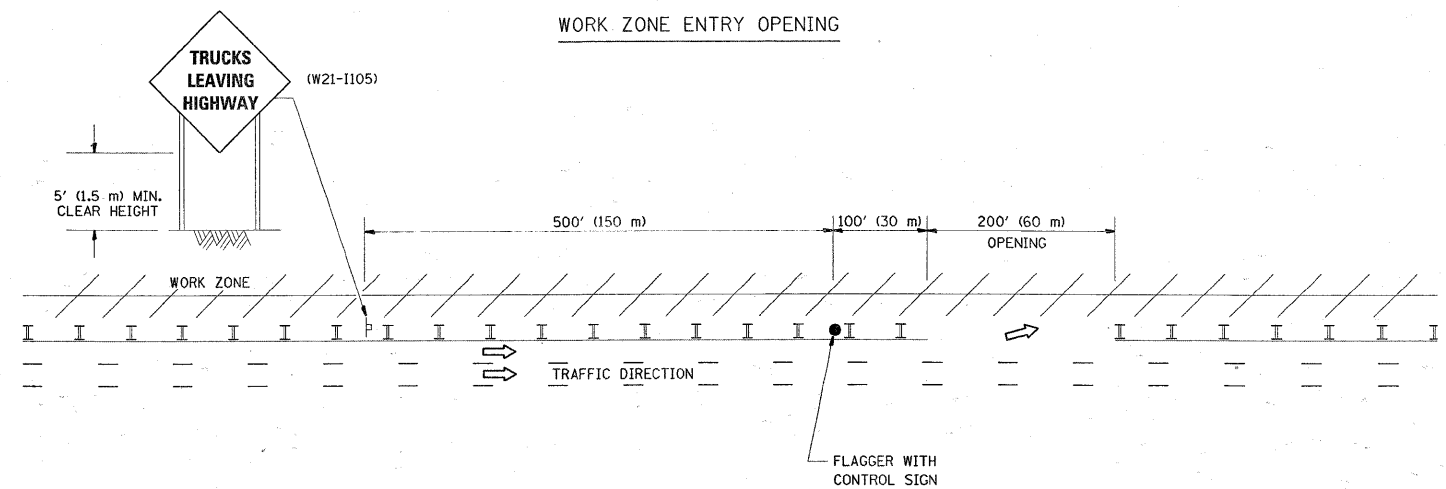 WORK ZONE ENTRY OPENING
TRUCKS
LEAVING
HIGHWAY
(W21-I105)
5' (1.5 m) MIN.
CLEAR HEIGHT
500' (150 m)
100' (30 m)
200' (60 m)
OPENING
WORK ZONE
TRAFFIC DIRECTION
FLAGGER WITH
CONTROL SIGN